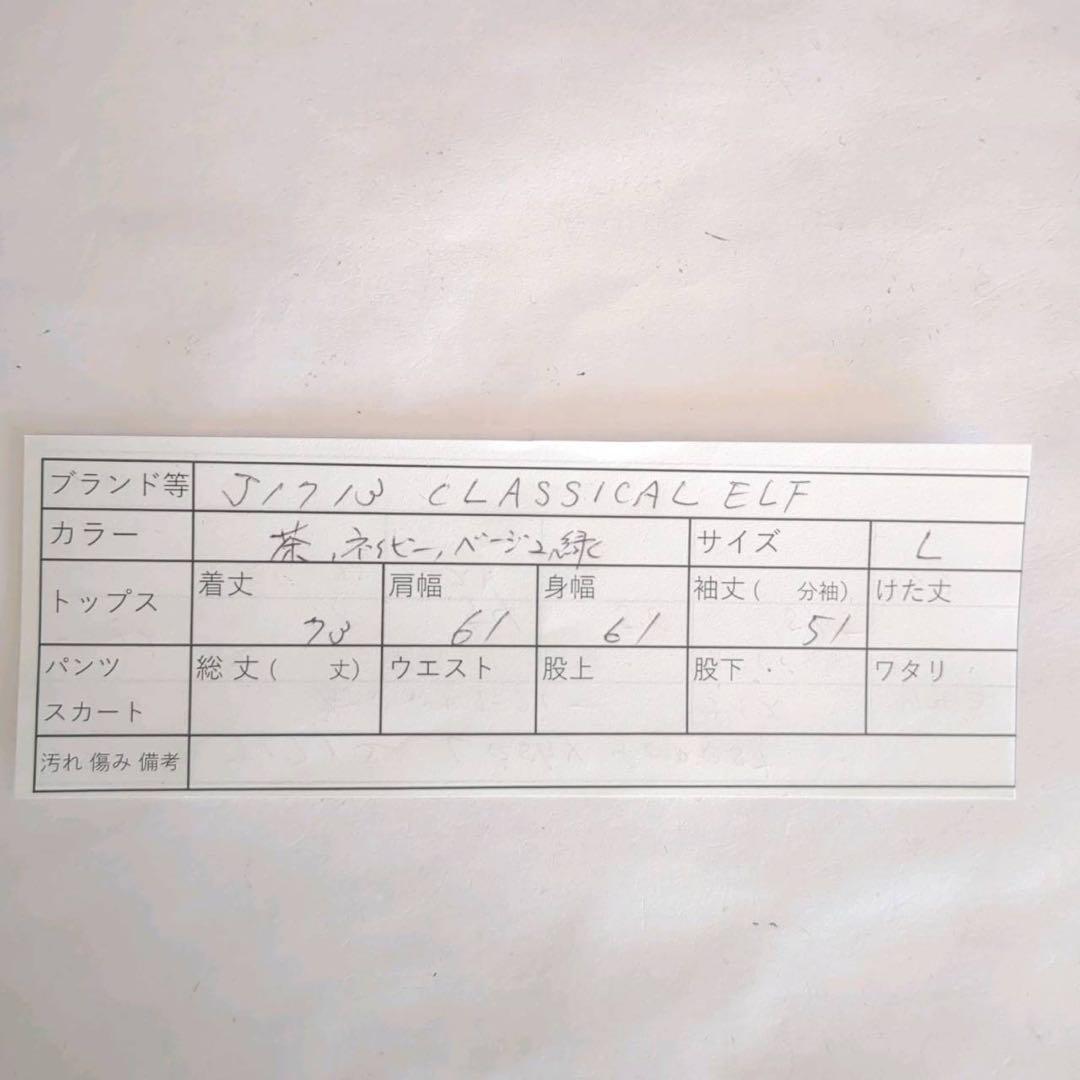 ブランド等 J1713 CLASSICAL ELF
カラー 茶,ネイビー,ベージュ,緑 サイズ L
トップス 着丈 73 肩幅 61 身幅 61 袖丈( 分袖) 51 けた丈
パンツ スカート 総丈( 丈) ウエスト 股上 股下 ワタリ
汚れ 傷み 備考